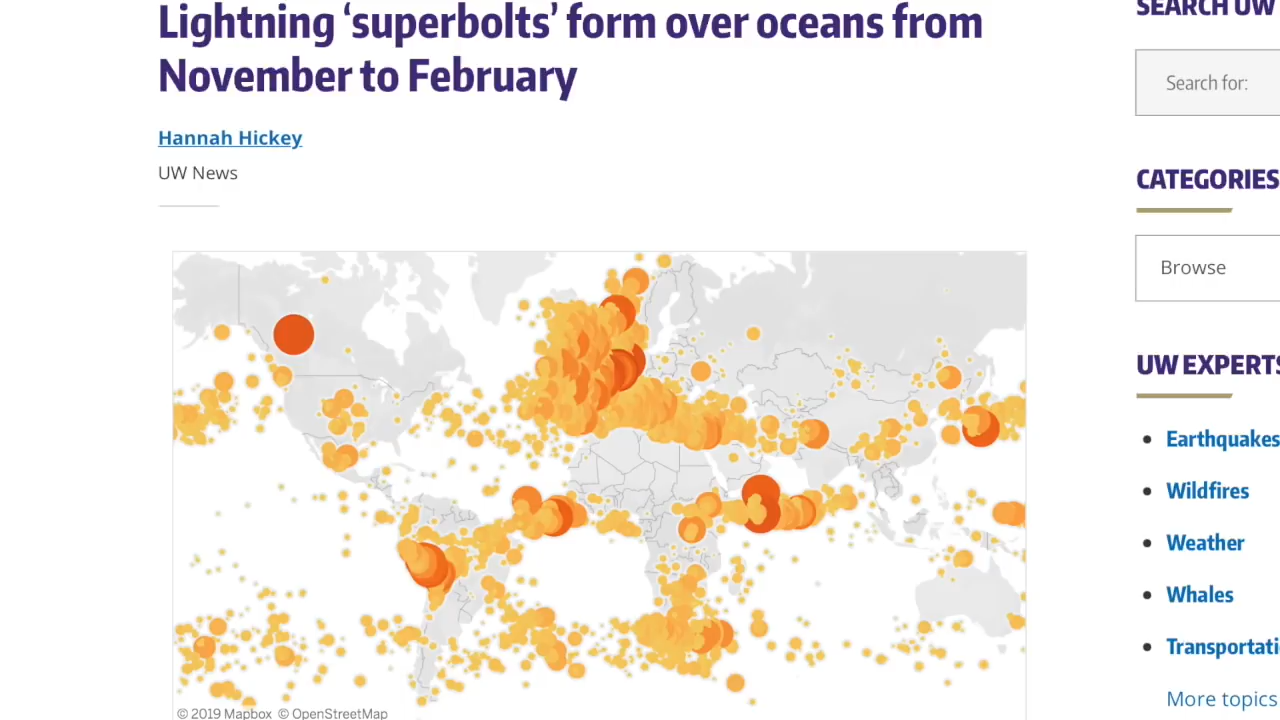 Lightning ‘superbolts’ form over oceans from
November to February
Hannah Hickey
UW News
© 2019 Mapbox © OpenStreetMap
SEARCH UW
Search for:
CATEGORIES
Browse
UW EXPERTS
Earthquakes
Wildfires
Weather
Whales
Transportati
More topics